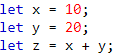 let x = 10;
let y = 20;
let z = x + y;